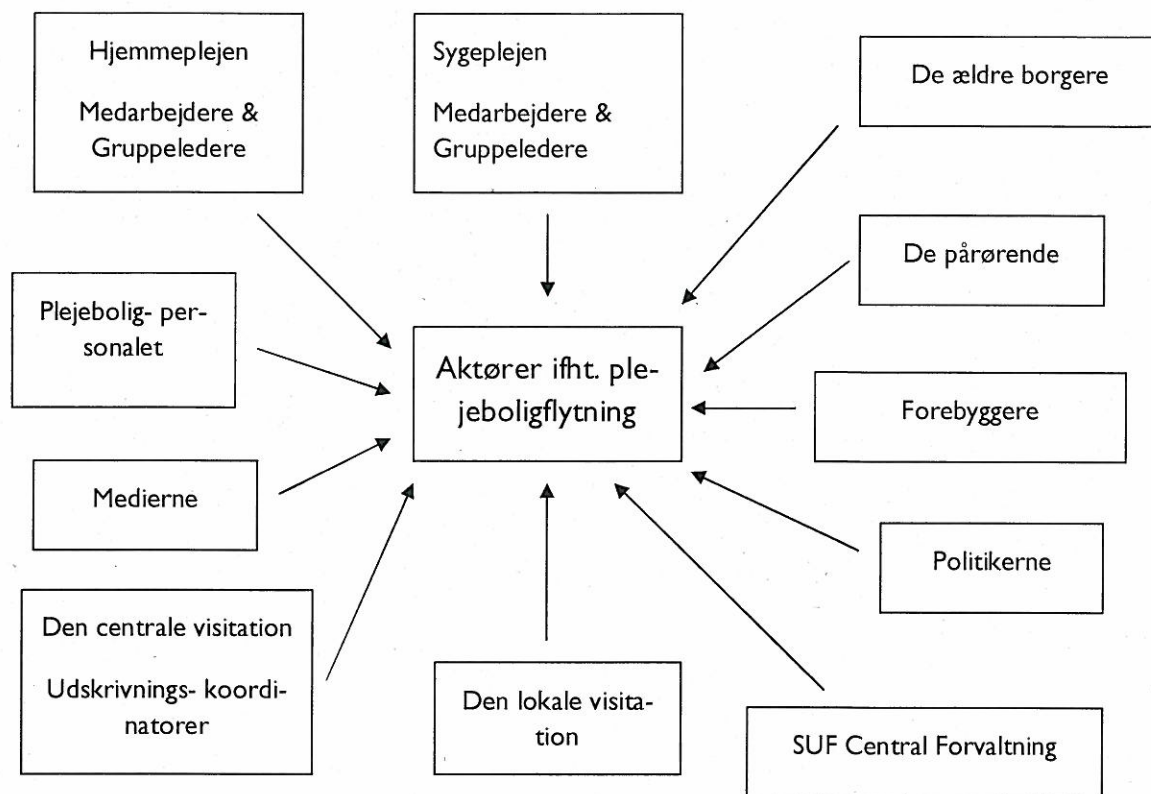 Hjemmeplejen
Medarbejdere &
Gruppeledere
Sygeplejen
Medarbejdere &
Gruppeledere
De ældre borgere
De pårørende
Plejebolig- per-
sonalet
Aktører ifht. ple-
jeboligflytning
Forebyggere
Medierne
Politikerne
Den centrale visitation
Udskrivnings- koordi-
natorer
Den lokale visita-
tion
SUF Central Forvaltning